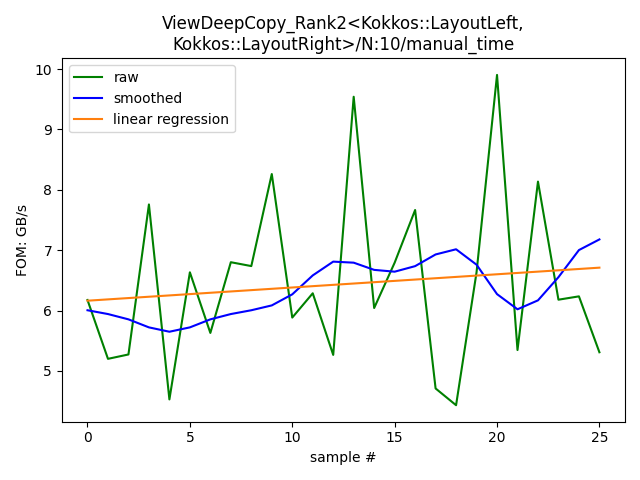 ViewDeepCopy_Rank2<Kokkos::LayoutLeft,
Kokkos::LayoutRight>/N:10/manual_time
raw
smoothed
linear regression
FOM: GB/s
10
9
8
7
6
5
0 5 10 15 20 25
sample #